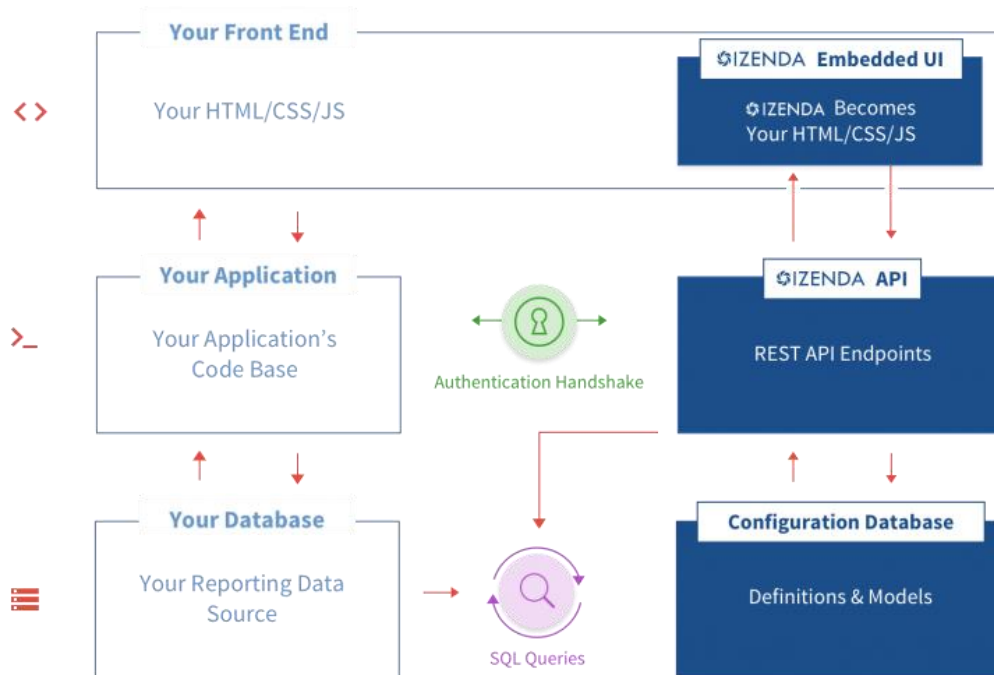 Your Front End
IZENDA Embedded UI
Your HTML/CSS/JS
IZENDA Becomes
Your HTML/CSS/JS
Your Application
IZENDA API
Your Application's
Code Base
Authentication Handshake
REST API Endpoints
Your Database
Configuration Database
Your Reporting Data
Source
SQL Queries
Definitions & Models